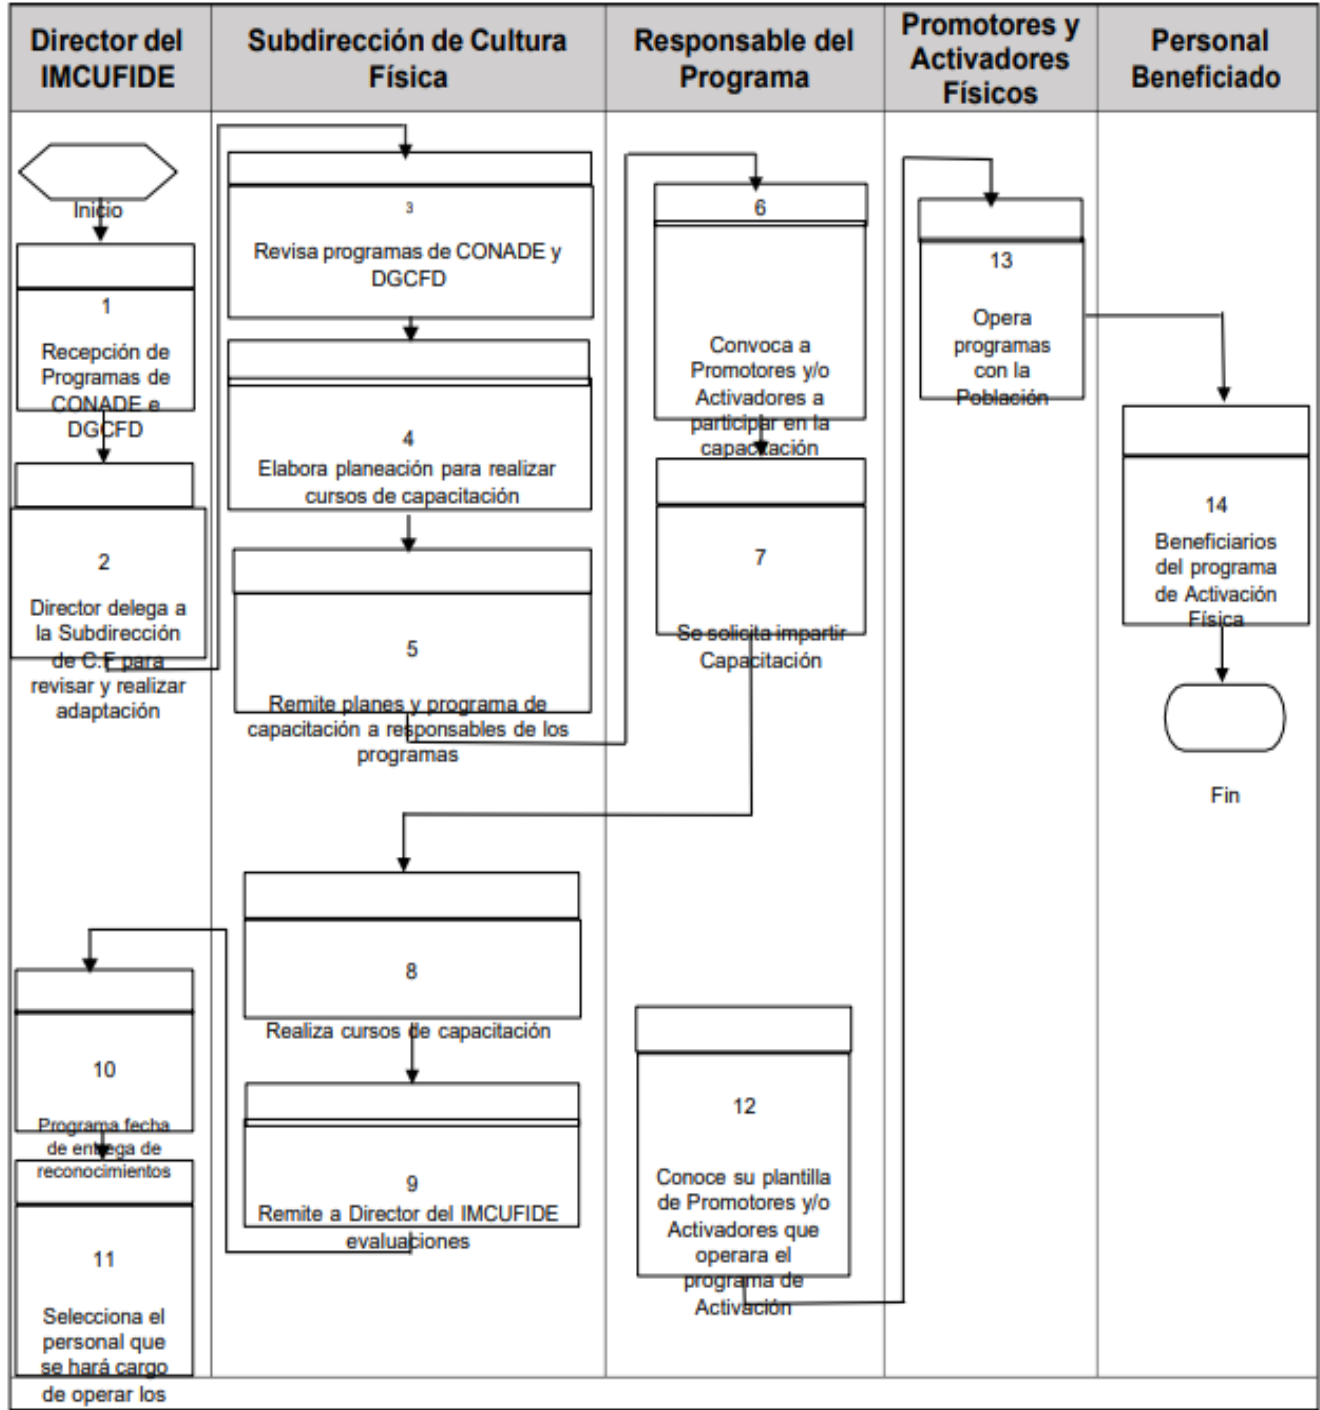 Director del
IMCUFIDE
Subdirección de Cultura
Física
Responsable del
Programa
Promotores y
Activadores
Físicos
Personal
Beneficiado
Inicio
1
Recepción de
Programas de
CONADE e
DGCFD
2
Director delega a
la Subdirección
de C.F para
revisar y realizar
adaptación
3
Revisa programas de CONADE y
DGCFD
4
Elabora planeación para realizar
cursos de capacitación
5
Remite planes y programa de
capacitación a responsables de los
programas
6
Convoca a
Promotores y/o
Activadores a
participar en la
capacitación
7
Se solicita impartir
Capacitación
8
Realiza cursos de capacitación
9
Remite a Director del IMCUFIDE
evaluaciones
10
Programa fecha
de entrega de
reconocimientos
11
Selecciona el
personal que
se hará cargo
de operar los
12
Conoce su plantilla
de Promotores y/o
Activadores que
operara el
programa de
Activación
13
Opera
programas
con la
Población
14
Beneficiarios
del programa
de Activación
Física
Fin